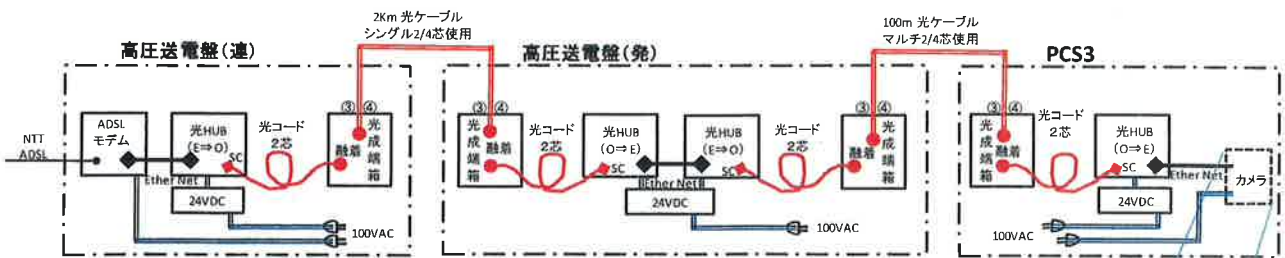 2Km 光ケーブル
シングル2/4芯使用
100m 光ケーブル
マルチ2/4芯使用
高圧送電盤(連)
高圧送電盤(発)
PCS3
NTT
ADSL
ADSL
モデム
光HUB
(E⇒O)
SC
光コード
2芯
③ ④
光成端箱
融着
Ether Net
24VDC
100VAC
③ ④
光成端箱
融着
光コード
2芯
光HUB
(O⇒E)
SC
Ether Net
光HUB
(E⇒O)
SC
24VDC
100VAC
光コード
2芯
③ ④
光成端箱
融着
③ ④
光成端箱
融着
光コード
2芯
光HUB
(O⇒E)
SC
Ether Net
カメラ
24VDC
100VAC